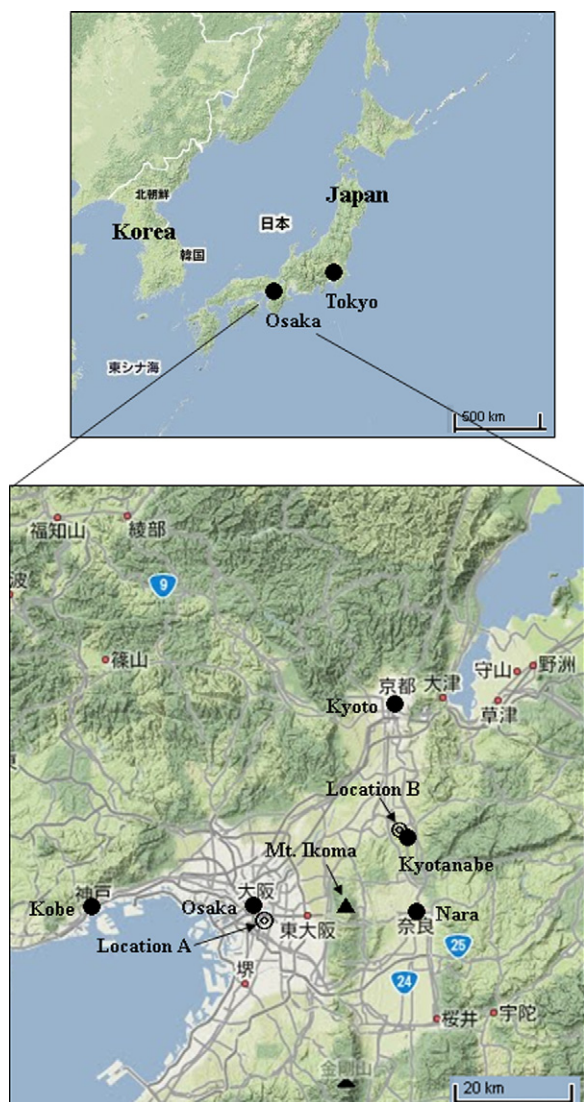 Japan
北朝鮮
日本
Korea
韓国
Tokyo
Osaka
東シナ海
500 km
福知山
綾部
波
9
篠山
守山
野洲
京都
大津
草津
Kyoto
Location B
Kyotanabe
Mt. Ikoma
神戸
大阪
Kobe
Osaka
Nara
東大阪
奈良
Location A
25
堺
24
桜井
宇陀
金剛山
20 km